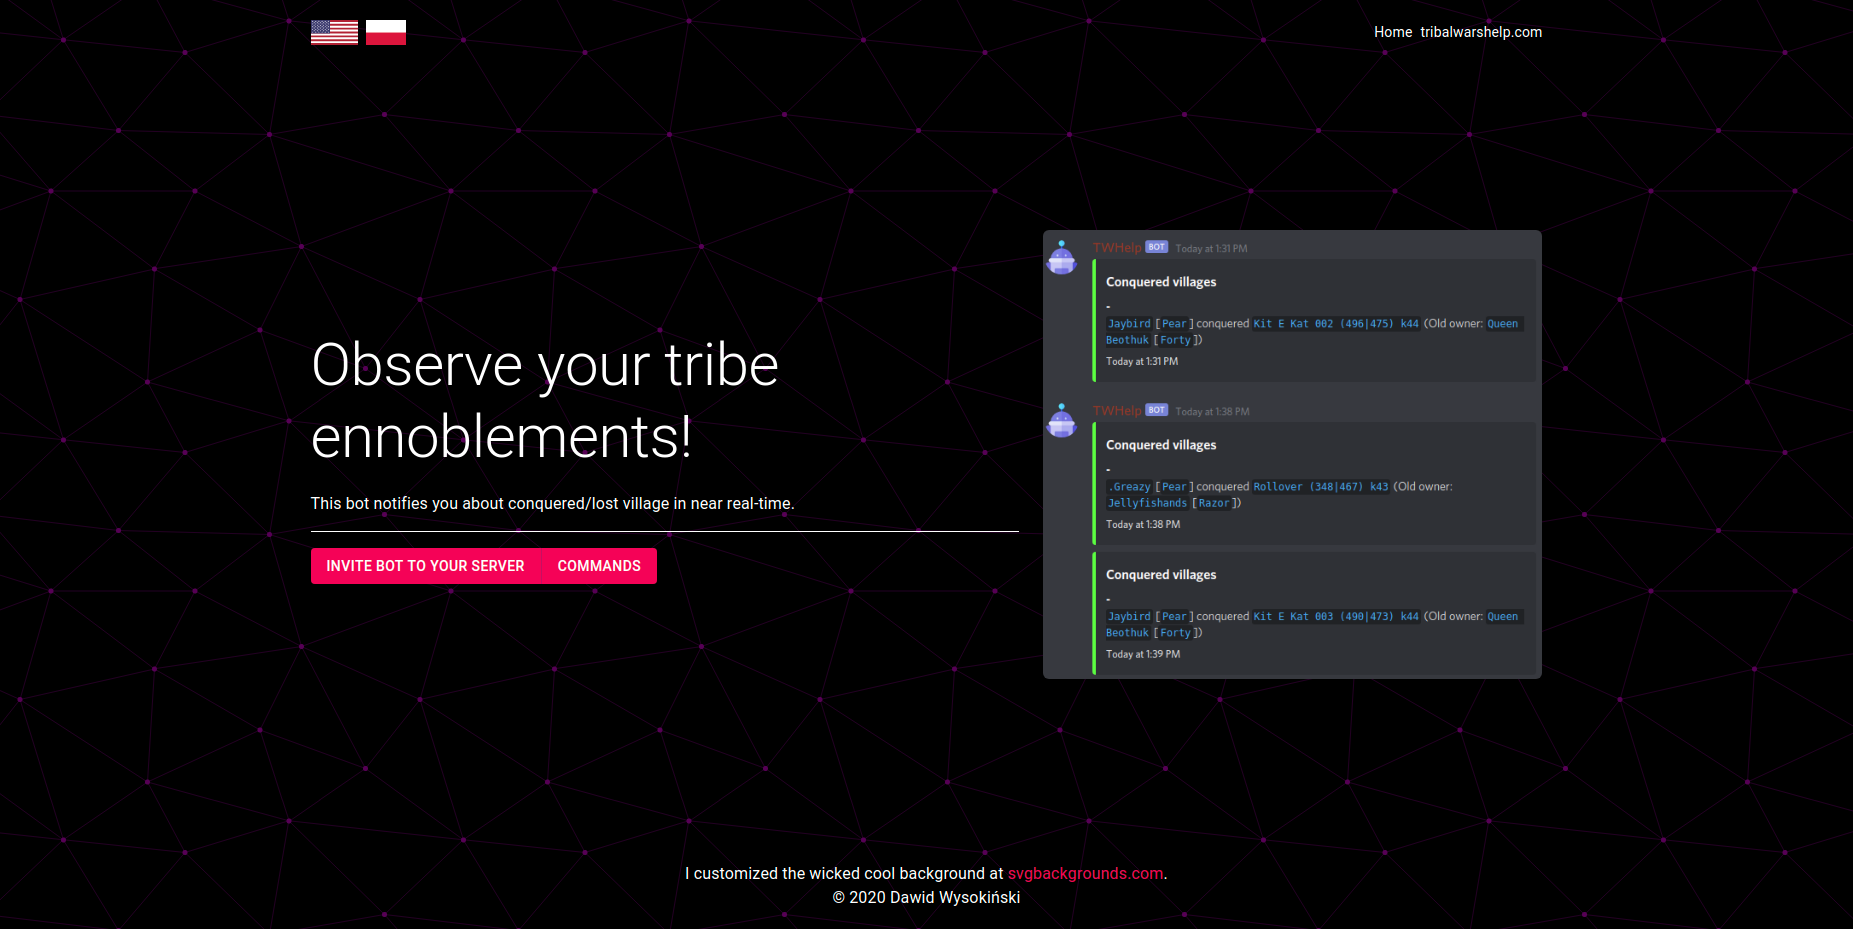 Home tribalwarshelp.com
Observe your tribe
ennoblements!
This bot notifies you about conquered/lost village in near real-time.
INVITE BOT TO YOUR SERVER COMMANDS
TWHelp BOT Today at 1:31 PM
Conquered villages
-
Jaybird [Pear] conquered Kit E Kat 002 (496|475) k44 (Old owner: Queen
Beothuk [Forty])
Today at 1:31 PM
TWHelp BOT Today at 1:38 PM
Conquered villages
-
.Greazy [Pear] conquered Rollover (348|467) k43 (Old owner:
Jellyfishands [Razor])
Today at 1:38 PM
Conquered villages
-
Jaybird [Pear] conquered Kit E Kat 003 (490|473) k44 (Old owner: Queen
Beothuk [Forty])
Today at 1:39 PM
I customized the wicked cool background at svgbackgrounds.com.
© 2020 Dawid Wysokiński